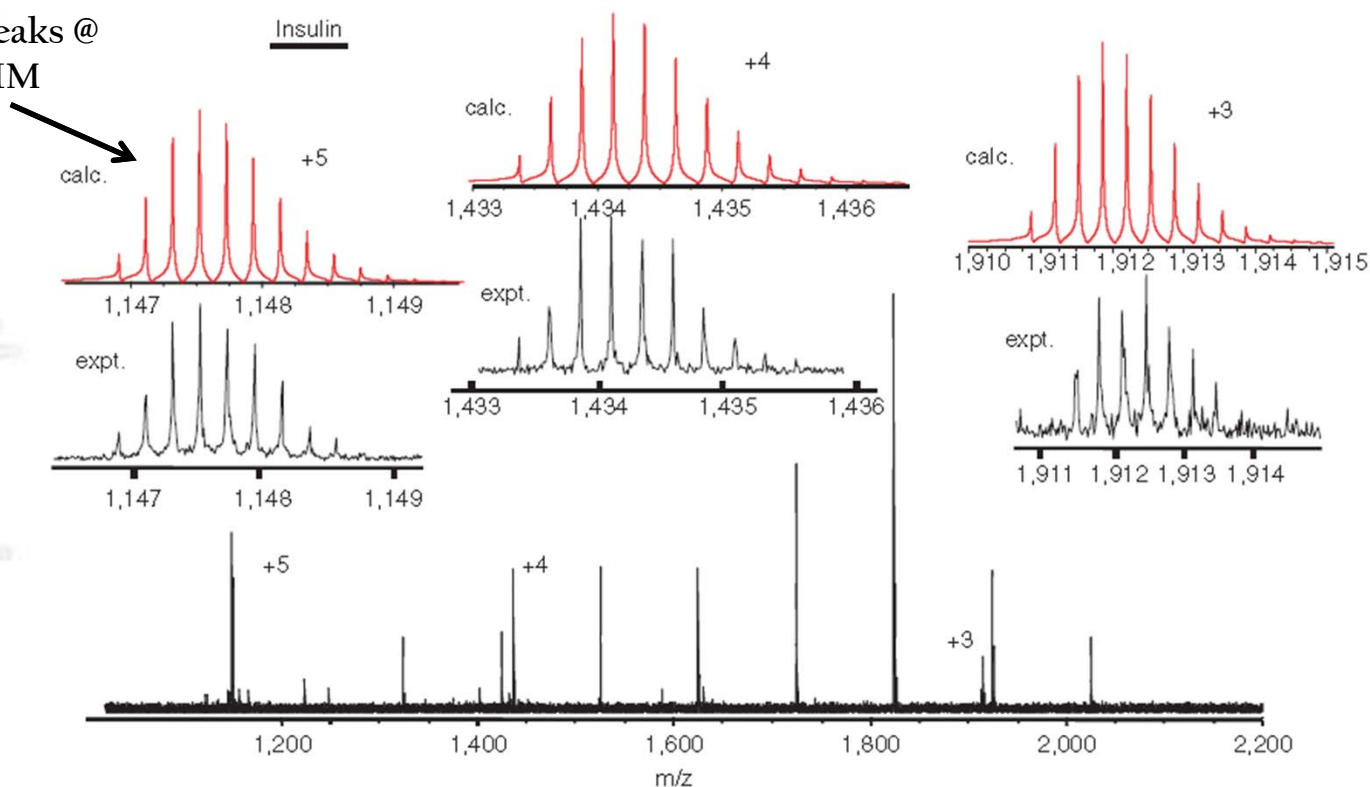 eaks @
IM
Insulin
calc.
+5
1,147 1,148 1,149
calc.
+4
1,433 1,434 1,435 1,436
calc.
+3
1,910 1,911 1,912 1,913 1,914 1,915
expt.
1,147 1,148 1,149
expt.
1,433 1,434 1,435 1,436
expt.
1,911 1,912 1,913 1,914
+5
+4
+3
1,200 1,400 1,600 1,800 2,000 2,200
m/z